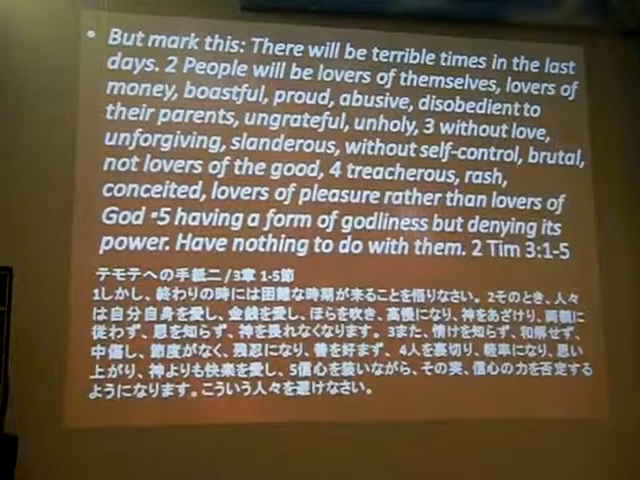 • But mark this: There will be terrible times in the last
days. 2 People will be lovers of themselves, lovers of
money, boastful, proud, abusive, disobedient to
their parents, ungrateful, unholy, 3 without love,
unforgiving, slanderous, without self-control, brutal,
not lovers of the good, 4 treacherous, rash,
conceited, lovers of pleasure rather than lovers of
God •5 having a form of godliness but denying its
power. Have nothing to do with them. 2 Tim 3:1-5
テモテへの手紙二/3章 1-5節
1しかし、終わりの時には困難な時期が来ることを悟りなさい。2そのとき、人々
は自分自身を愛し、金銭を愛し、ほらを吹き、高慢になり、神をあざけり、両親に
従わず、恩を知らず、神を畏れなくなります。3また、情けを知らず、和解せず、
中傷し、節度がなく、残忍になり、善を好まず、4人を裏切り、軽率になり、思い
上がり、神よりも快楽を愛し、5信心を装いながら、その実、信心の力を否定する
ようになります。こういう人々を避けなさい。